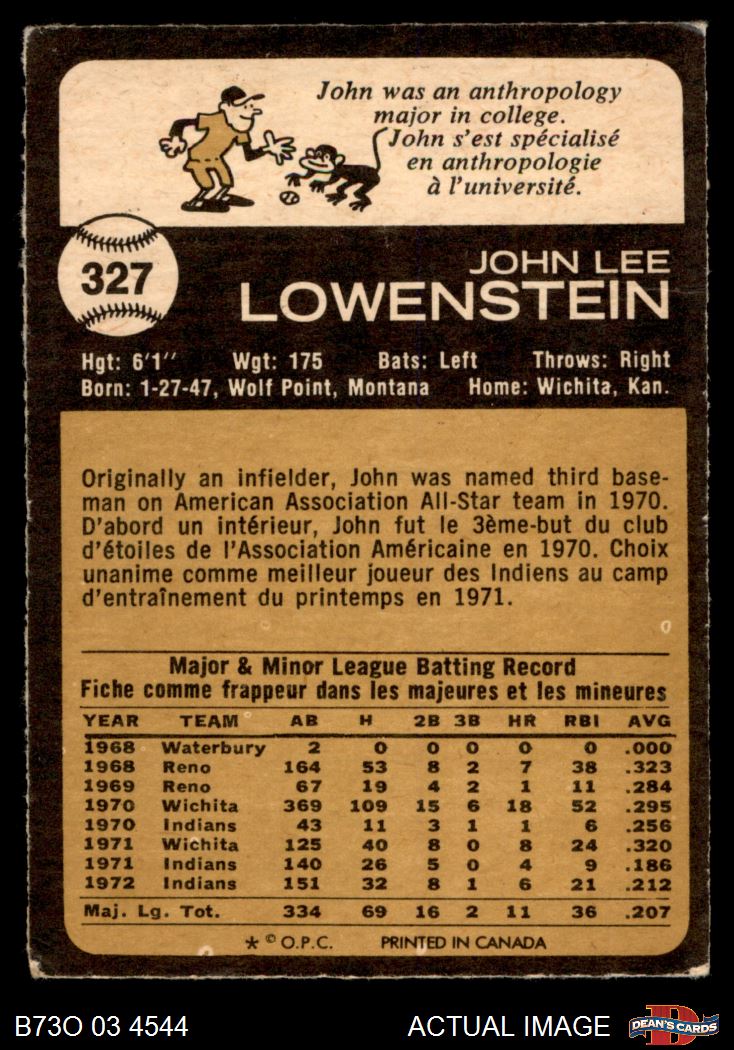 John was an anthropology
major in college.
John s'est spécialisé
en anthropologie
à l'université.
327
JOHN LEE
LOWENSTEIN
Hgt: 6'1'' Wgt: 175 Bats: Left Throws: Right
Born: 1-27-47, Wolf Point, Montana Home: Wichita, Kan.
Originally an infielder, John was named third base-
man on American Association All-Star team in 1970.
D'abord un intérieur, John fut le 3ème-but du club
d'étoiles de l'Association Américaine en 1970. Choix
unanime comme meilleur joueur des Indiens au camp
d'entraînement du printemps en 1971.
Major & Minor League Batting Record
Fiche comme frappeur dans les majeures et les mineures
YEAR TEAM AB H 2B 3B HR RBI AVG
1968 Waterbury 2 0 0 0 0 0 .000
1968 Reno 164 53 8 2 7 38 .323
1969 Reno 67 19 4 2 1 11 .284
1970 Wichita 369 109 15 6 18 52 .295
1970 Indians 43 11 3 1 1 6 .256
1971 Wichita 125 40 8 0 8 24 .320
1971 Indians 140 26 5 0 4 9 .186
1972 Indians 151 32 8 1 6 21 .212
Maj. Lg. Tot. 334 69 16 2 11 36 .207
* © O.P.C. PRINTED IN CANADA
B73O 03 4544 ACTUAL IMAGE D DEAN'S CARDS